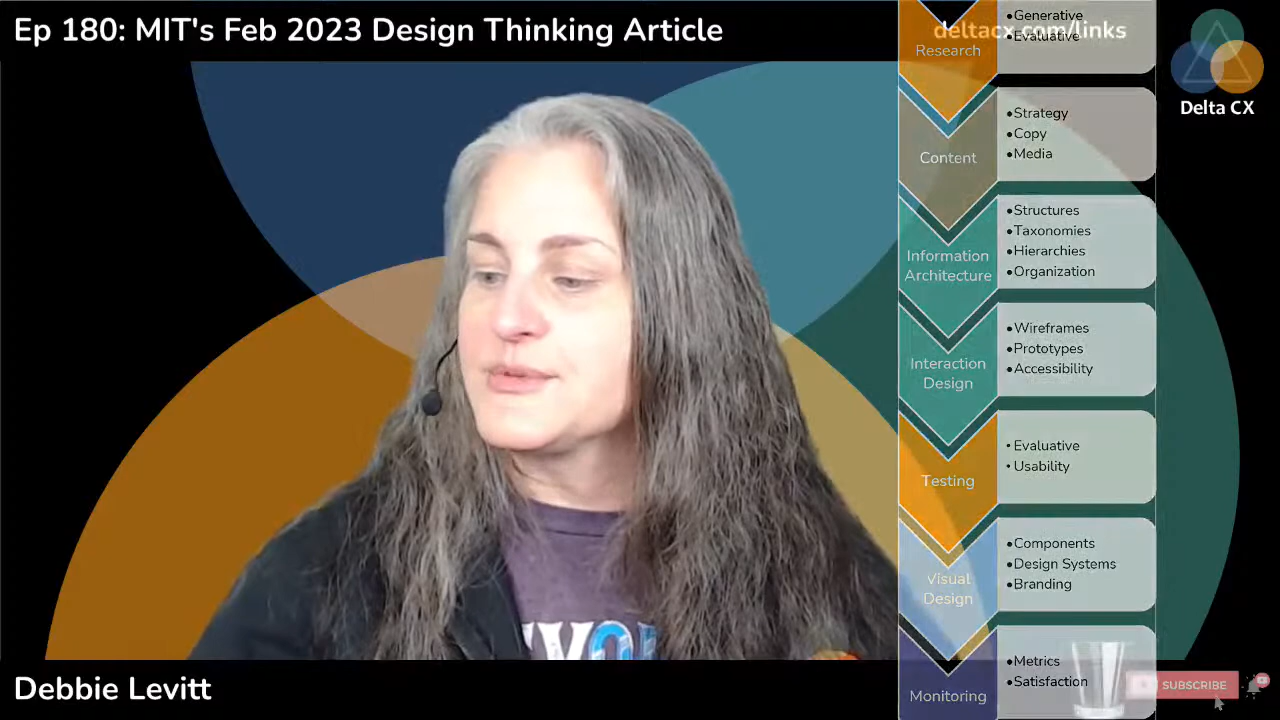 Ep 180: MIT's Feb 2023 Design Thinking Article
deltacx.com/links
Delta CX
Research
•Generative
•Evaluative
Content
•Strategy
•Copy
•Media
Information
Architecture
•Structures
•Taxonomies
•Hierarchies
•Organization
Interaction
Design
•Wireframes
•Prototypes
•Accessibility
Testing
•Evaluative
•Usability
Visual
Design
•Components
•Design Systems
•Branding
Monitoring
•Metrics
•Satisfaction
SUBSCRIBE
Debbie Levitt